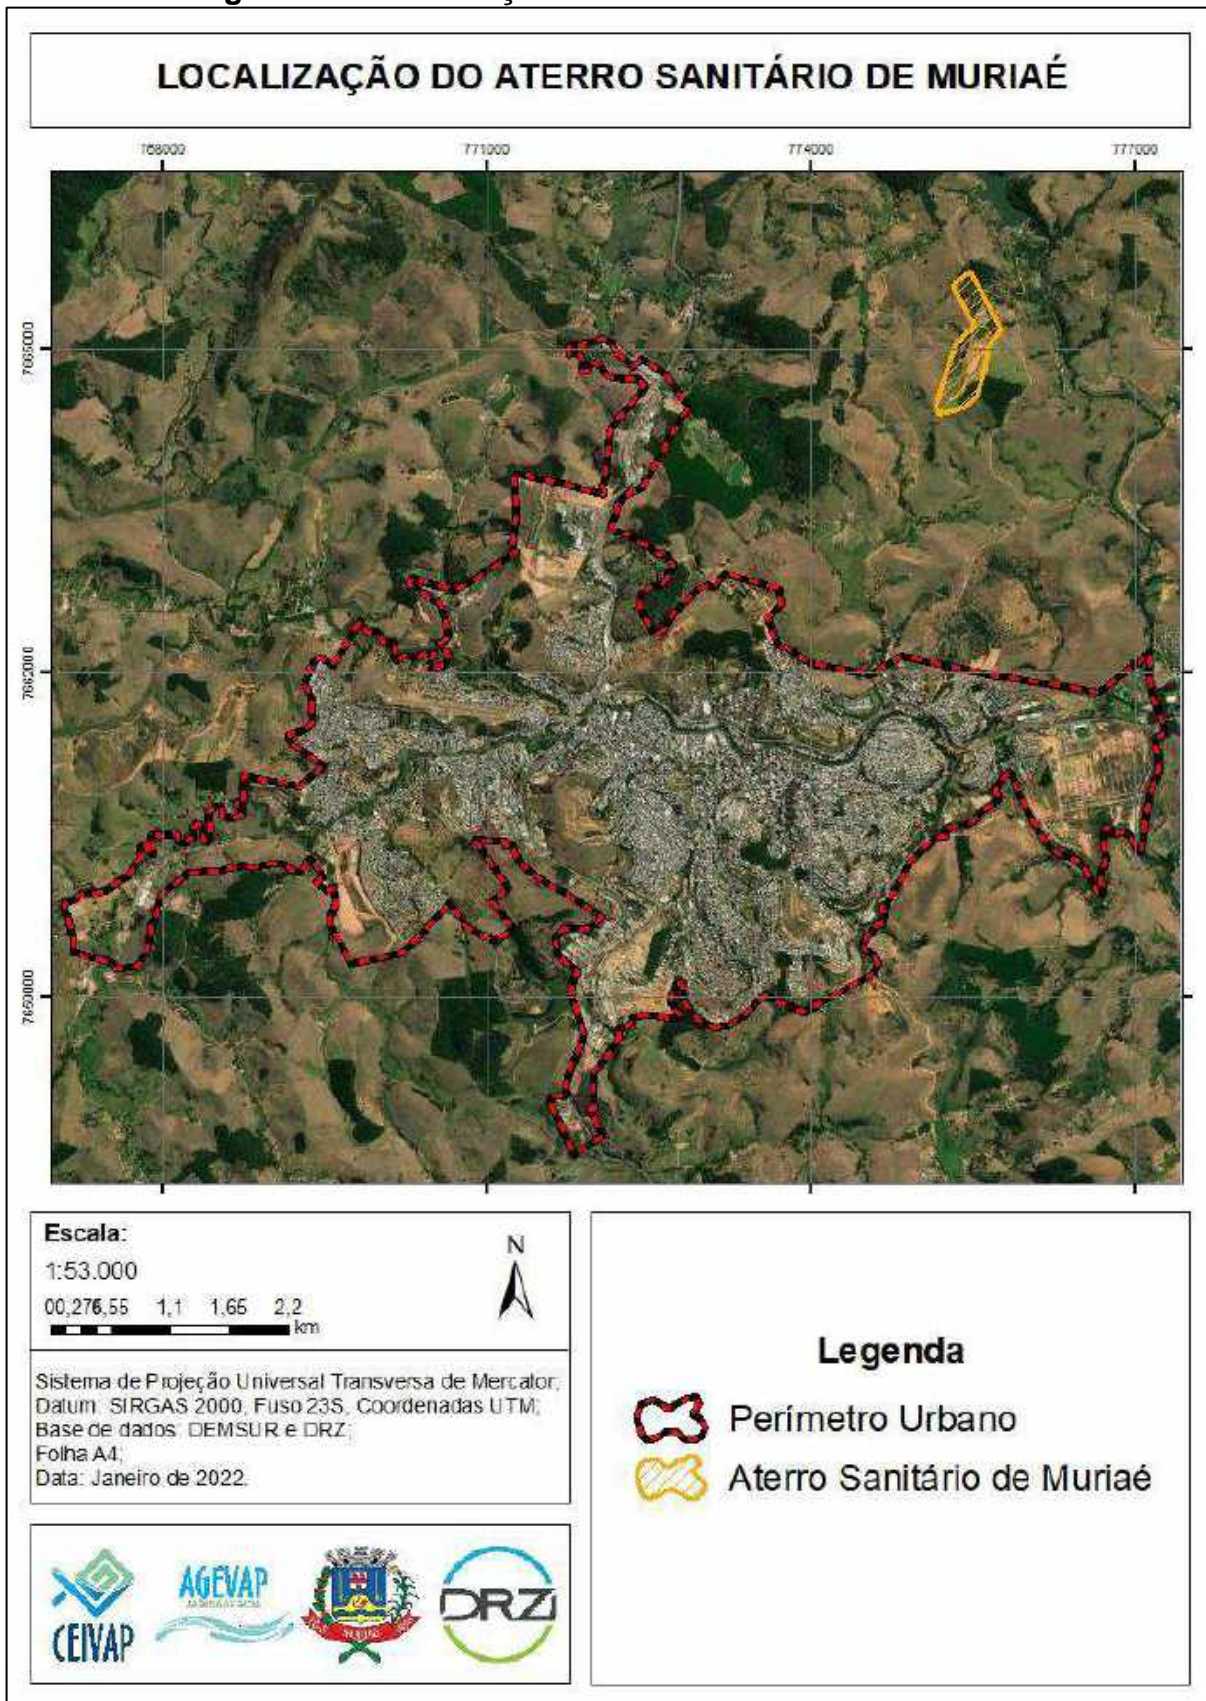 LOCALIZAÇÃO DO ATERRO SANITÁRIO DE MURIAÉ
768000 771000 774000 777000
7665000
7662000
7660000
Escala:
1:53.000
00,275,55 1,1 1,65 2,2
km
N
Sistema de Projeção Universal Transversa de Mercator;
Datum: SIRGAS 2000, Fuso 23S, Coordenadas UTM;
Base de dados: DEMSUR e DRZ;
Folha A4;
Data: Janeiro de 2022.
Legenda
Perímetro Urbano
Aterro Sanitário de Muriaé
CEIVAP
AGEVAP
MURIAÉ
DRZ